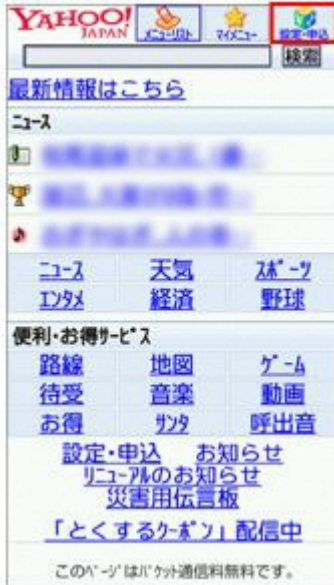 YAHOO!
JAPAN
ﾒﾆｭｰﾘｽﾄ ﾏｲﾒﾆｭｰ 設定・申込
検索
最新情報はこちら
ﾆｭｰｽ
ﾆｭｰｽ 天気 ｽﾎﾟｰﾂ
ｴﾝﾀﾒ 経済 野球
便利・お得ｻｰﾋﾞｽ
路線 地図 ｹﾞｰﾑ
待受 音楽 動画
お得 ｻﾝﾀ 呼出音
設定・申込 お知らせ
ﾘﾆｭｰｱﾙのお知らせ
災害用伝言板
「とくするｸｰﾎﾟﾝ」配信中
このﾍﾟｰｼﾞはﾊﾟｹｯﾄ通信料無料です。